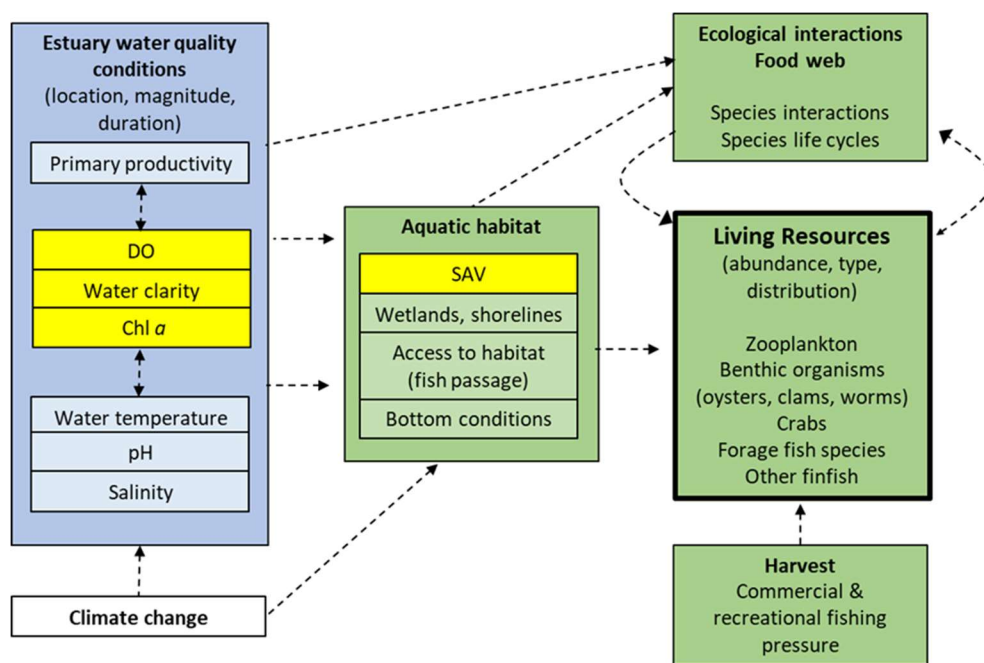 Estuary water quality
conditions
(location, magnitude,
duration)
Primary productivity
DO
Water clarity
Chl a
Water temperature
pH
Salinity
Climate change
Aquatic habitat
SAV
Wetlands, shorelines
Access to habitat
(fish passage)
Bottom conditions
Ecological interactions
Food web
Species interactions
Species life cycles
Living Resources
(abundance, type,
distribution)
Zooplankton
Benthic organisms
(oysters, clams, worms)
Crabs
Forage fish species
Other finfish
Harvest
Commercial &
recreational fishing
pressure